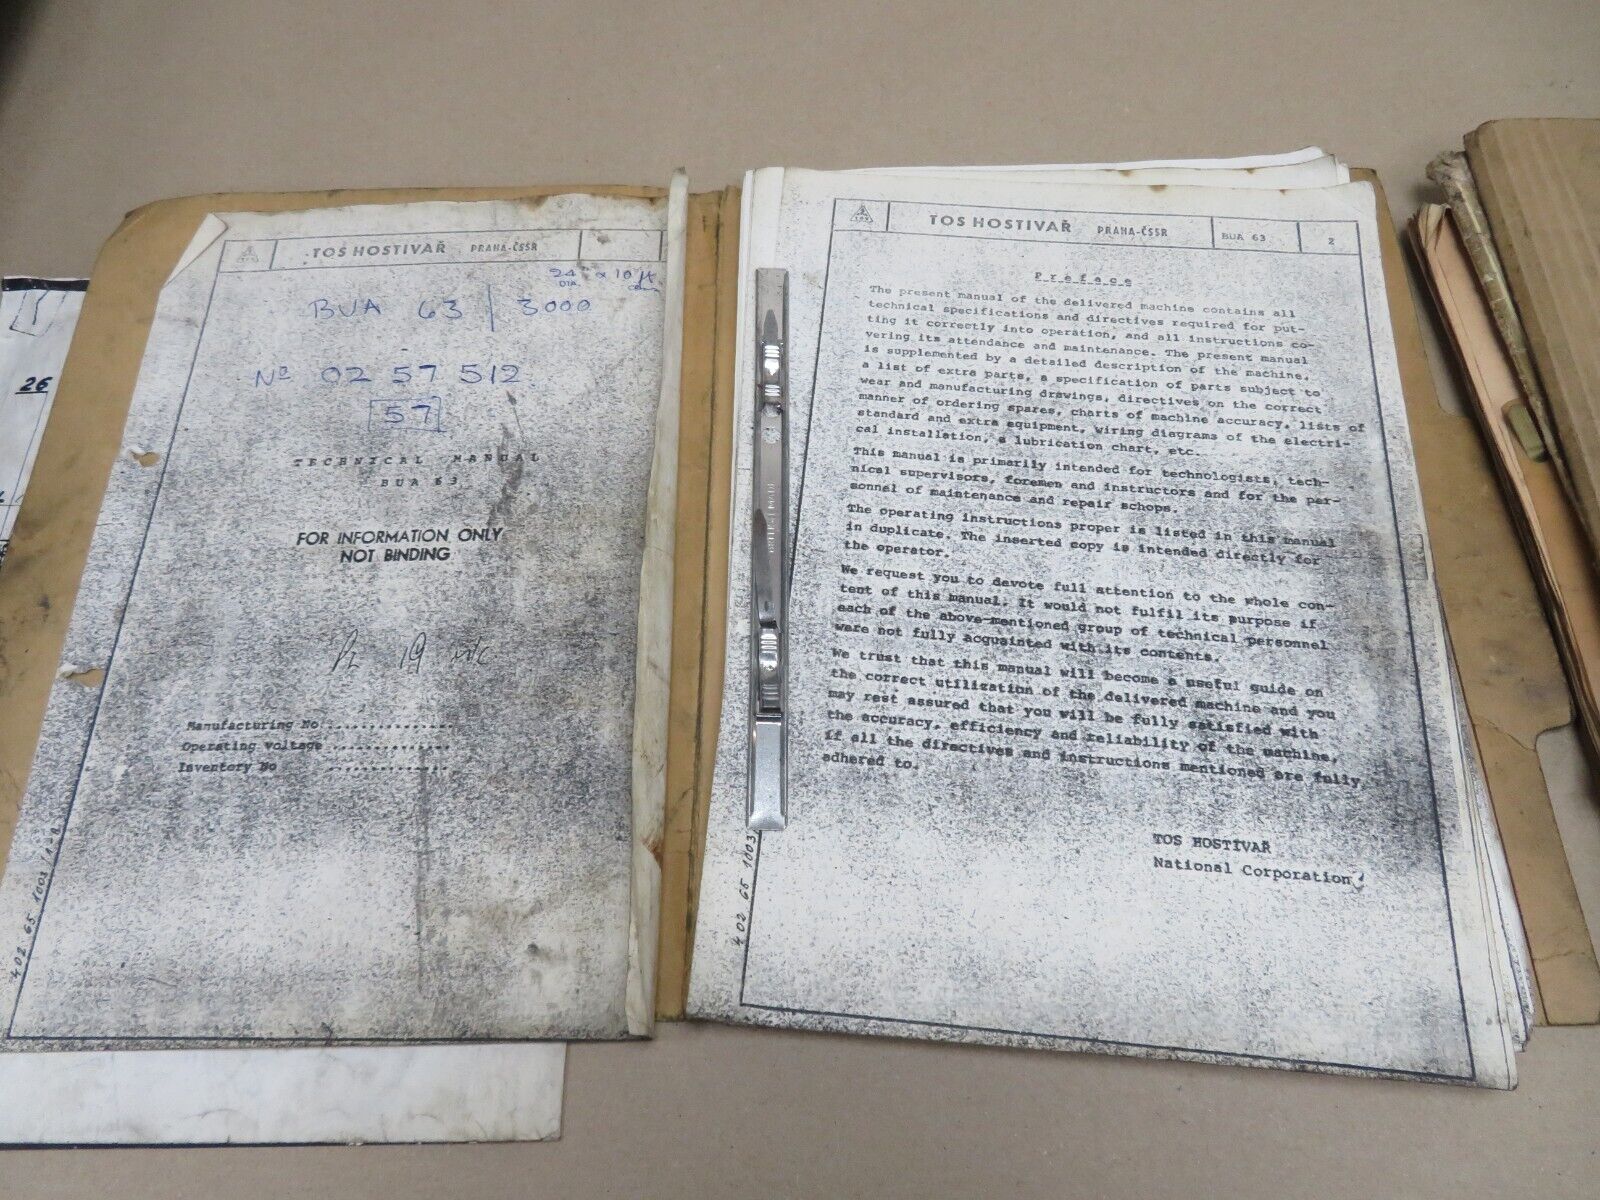 26
TOS HOSTIVAŘ PRAHA-ČSSR
24" x 10 ft
DIA.
BUA 63 / 3000
Nº 02 57 512
57
TECHNICAL MANUAL
BUA 63
FOR INFORMATION ONLY
NOT BINDING
19 m/c
Manufacturing No ..............
Operating voltage ..............
Inventory No ..............
402 65 1003
TOS HOSTIVAŘ PRAHA-ČSSR BUA 63 2
Preface
The present manual of the delivered machine contains all
technical specifications and directives required for put-
ting it correctly into operation, and all instructions co-
vering its attendance and maintenance. The present manual
is supplemented by a detailed description of the machine,
a list of extra parts, a specification of parts subject to
wear and manufacturing drawings, directives on the correct
manner of ordering spares, charts of machine accuracy, lists of
standard and extra equipment, wiring diagrams of the electri-
cal installation, a lubrication chart, etc.
This manual is primarily intended for technologists, tech-
nical supervisors, foremen and instructors and for the per-
sonnel of maintenance and repair schops.
The operating instructions proper is listed in this manual
in duplicate. The inserted copy is intended directly for
the operator.
We request you to devote full attention to the whole con-
tent of this manual. It would not fulfil its purpose if
each of the above-mentioned group of technical personnel
were not fully acquainted with its contents.
We trust that this manual will become a useful guide on
the correct utilization of the delivered machine and you
may rest assured that you will be fully satisfied with
the accuracy, efficiency and reliability of the machine,
if all the directives and instructions mentioned are fully
adhered to.
TOS HOSTIVAŘ
National Corporation
402 65 1003